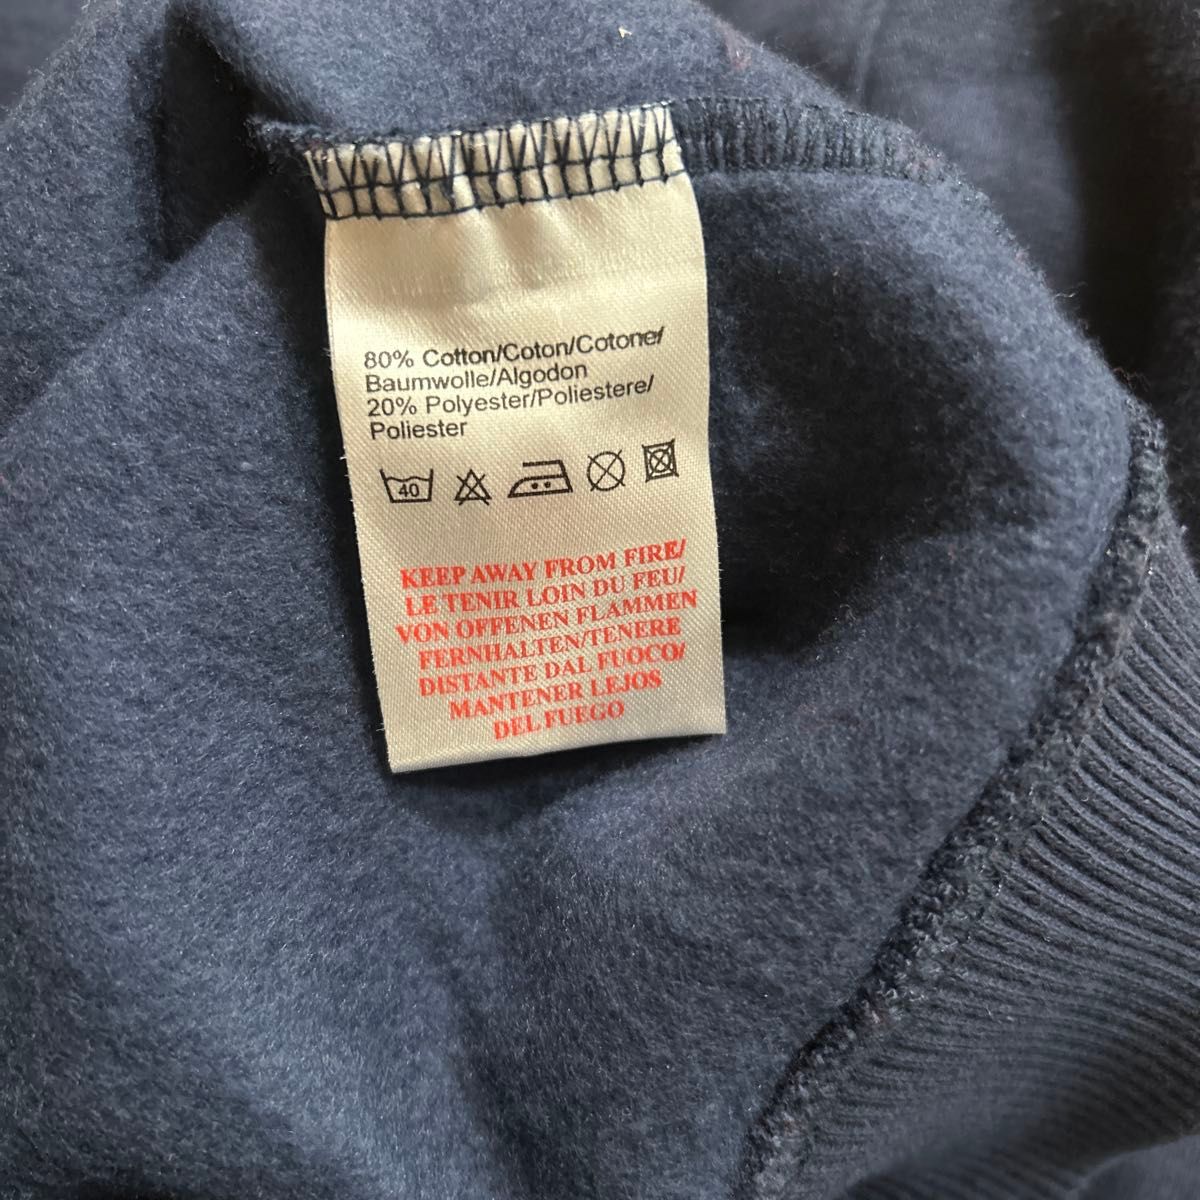 80% Cotton/Coton/Cotone/
Baumwolle/Algodon
20% Polyester/Poliestere/
Poliester
40
KEEP AWAY FROM FIRE/
LE TENIR LOIN DU FEU/
VON OFFENEN FLAMMEN
FERNHALTEN/TENERE
DISTANTE DAL FUOCO/
MANTENER LEJOS
DEL FUEGO